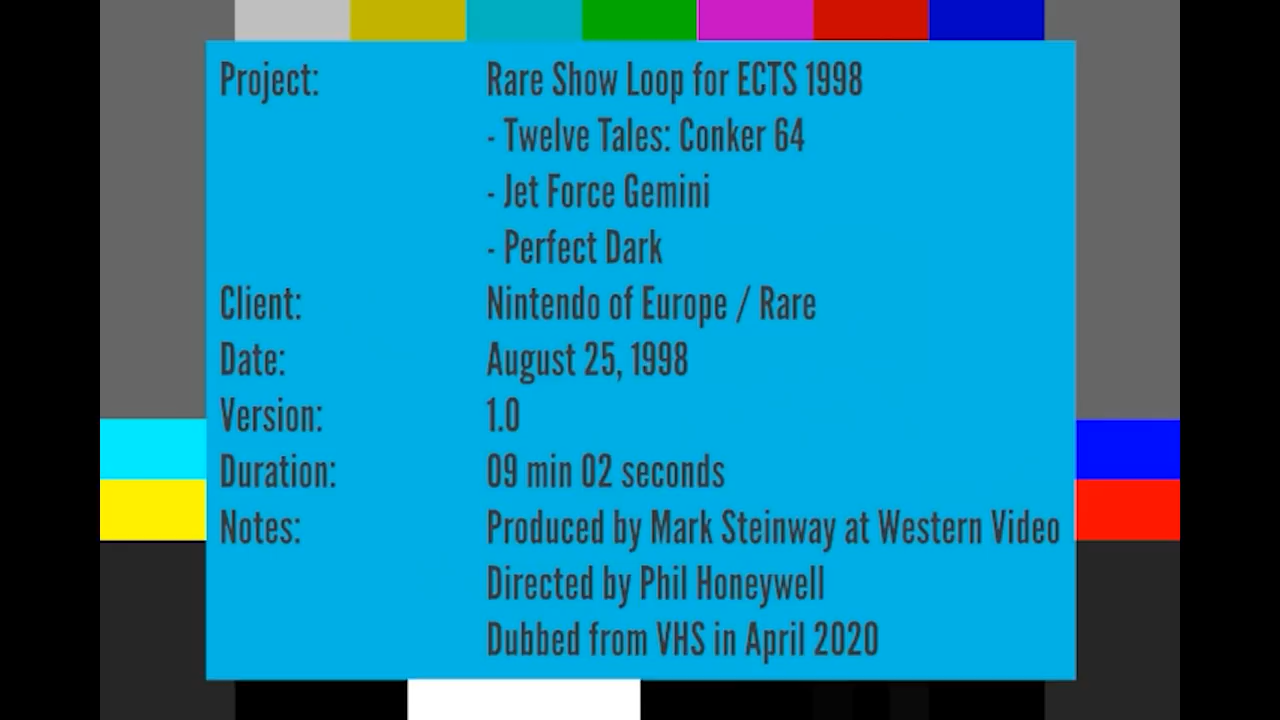 Project: Rare Show Loop for ECTS 1998
- Twelve Tales: Conker 64
- Jet Force Gemini
- Perfect Dark
Client: Nintendo of Europe / Rare
Date: August 25, 1998
Version: 1.0
Duration: 09 min 02 seconds
Notes: Produced by Mark Steinway at Western Video
Directed by Phil Honeywell
Dubbed from VHS in April 2020